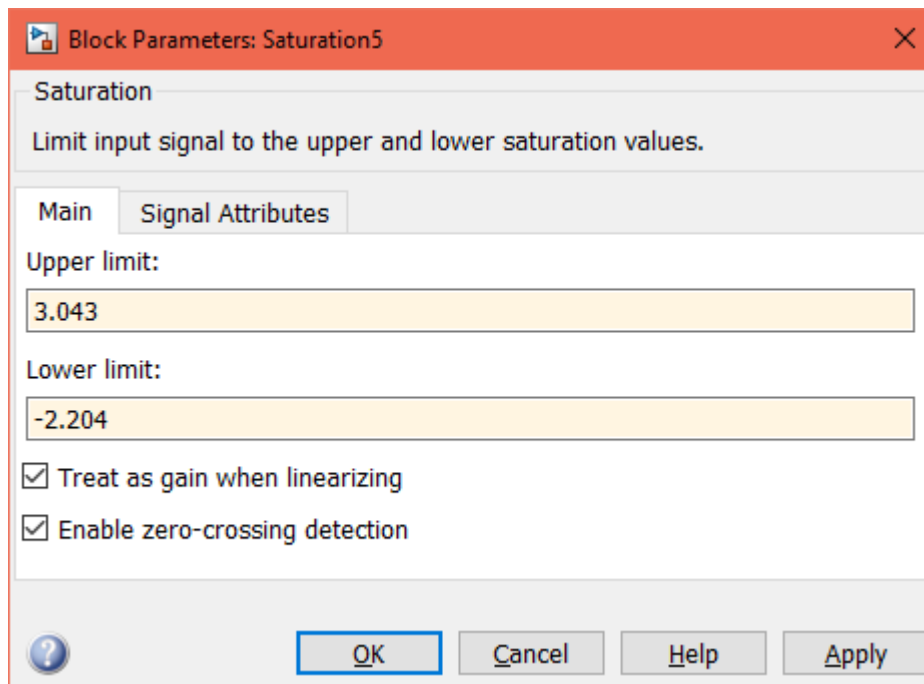 Block Parameters: Saturation5
Saturation
Limit input signal to the upper and lower saturation values.
Main Signal Attributes
Upper limit:
3.043
Lower limit:
-2.204
Treat as gain when linearizing
Enable zero-crossing detection
? OK Cancel Help Apply